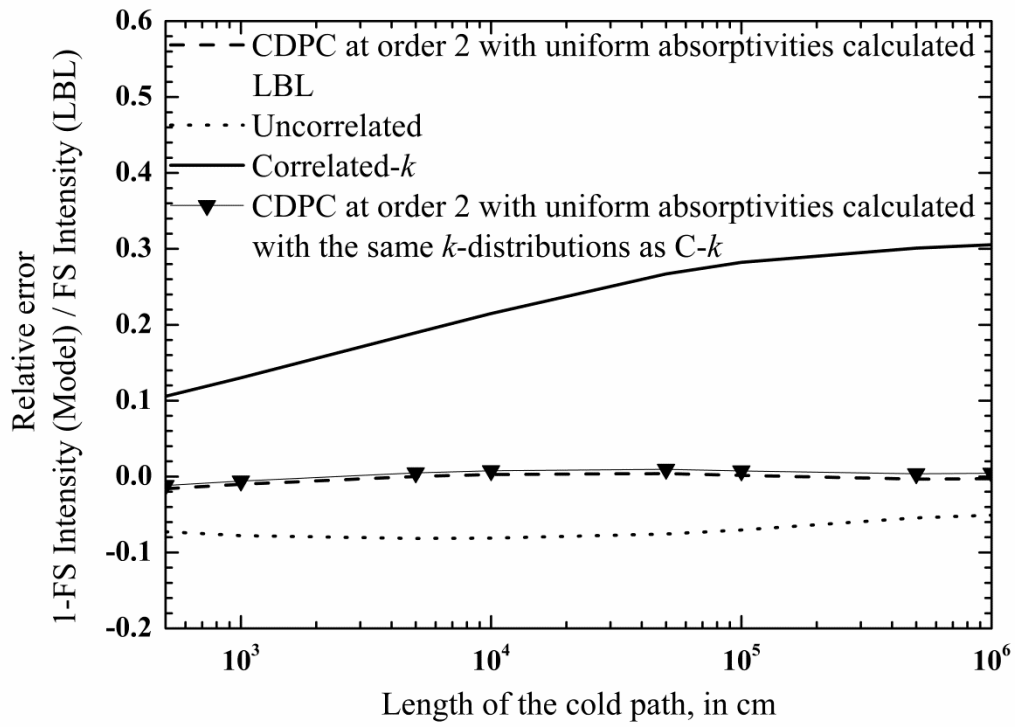 0.6
0.5
0.4
0.3
0.2
0.1
0.0
-0.1
-0.2
Relative error
1-FS Intensity (Model) / FS Intensity (LBL)
CDPC at order 2 with uniform absorptivities calculated
LBL
Uncorrelated
Correlated-k
CDPC at order 2 with uniform absorptivities calculated
with the same k-distributions as C-k
10³ 10⁴ 10⁵ 10⁶
Length of the cold path, in cm